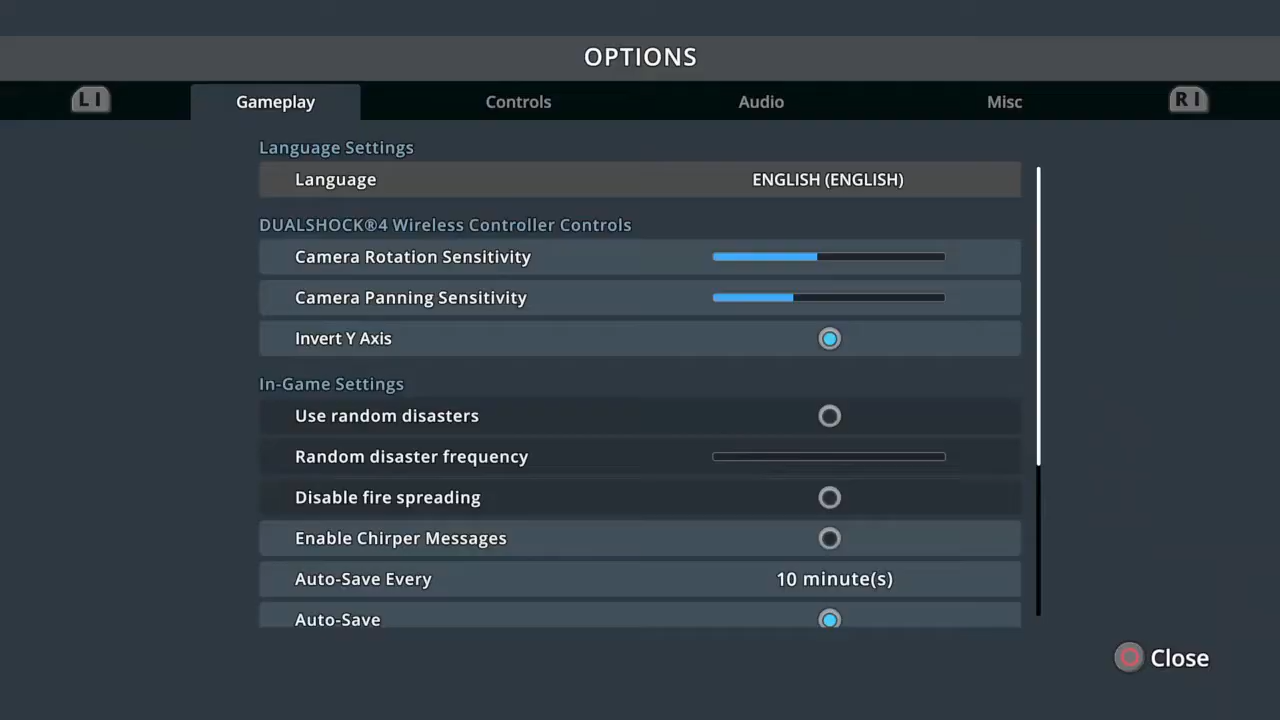 OPTIONS
L1 Gameplay Controls Audio Misc R1
Language Settings
Language ENGLISH (ENGLISH)
DUALSHOCK®4 Wireless Controller Controls
Camera Rotation Sensitivity
Camera Panning Sensitivity
Invert Y Axis
In-Game Settings
Use random disasters
Random disaster frequency
Disable fire spreading
Enable Chirper Messages
Auto-Save Every 10 minute(s)
Auto-Save
Close